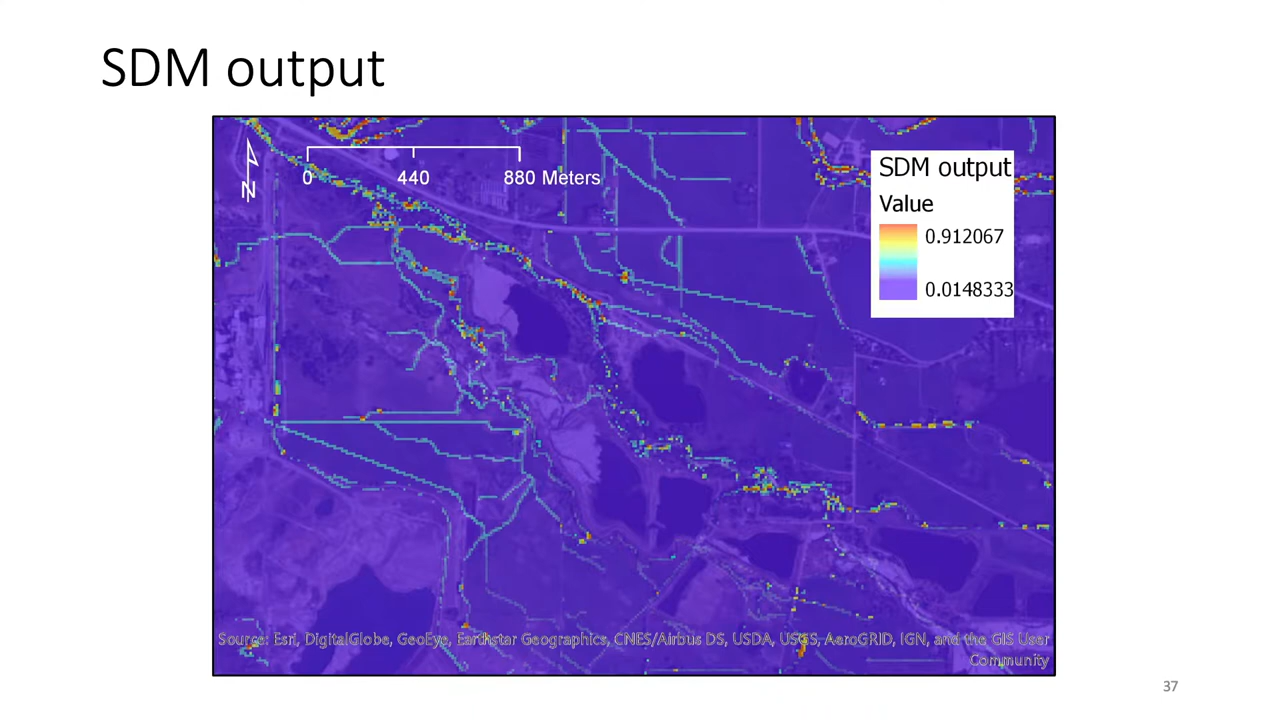 SDM output
0 440 880 Meters
N
SDM output
Value
0.912067
0.0148333
Source: Esri, DigitalGlobe, GeoEye, Earthstar Geographics, CNES/Airbus DS, USDA, USGS, AeroGRID, IGN, and the GIS User
Community
37